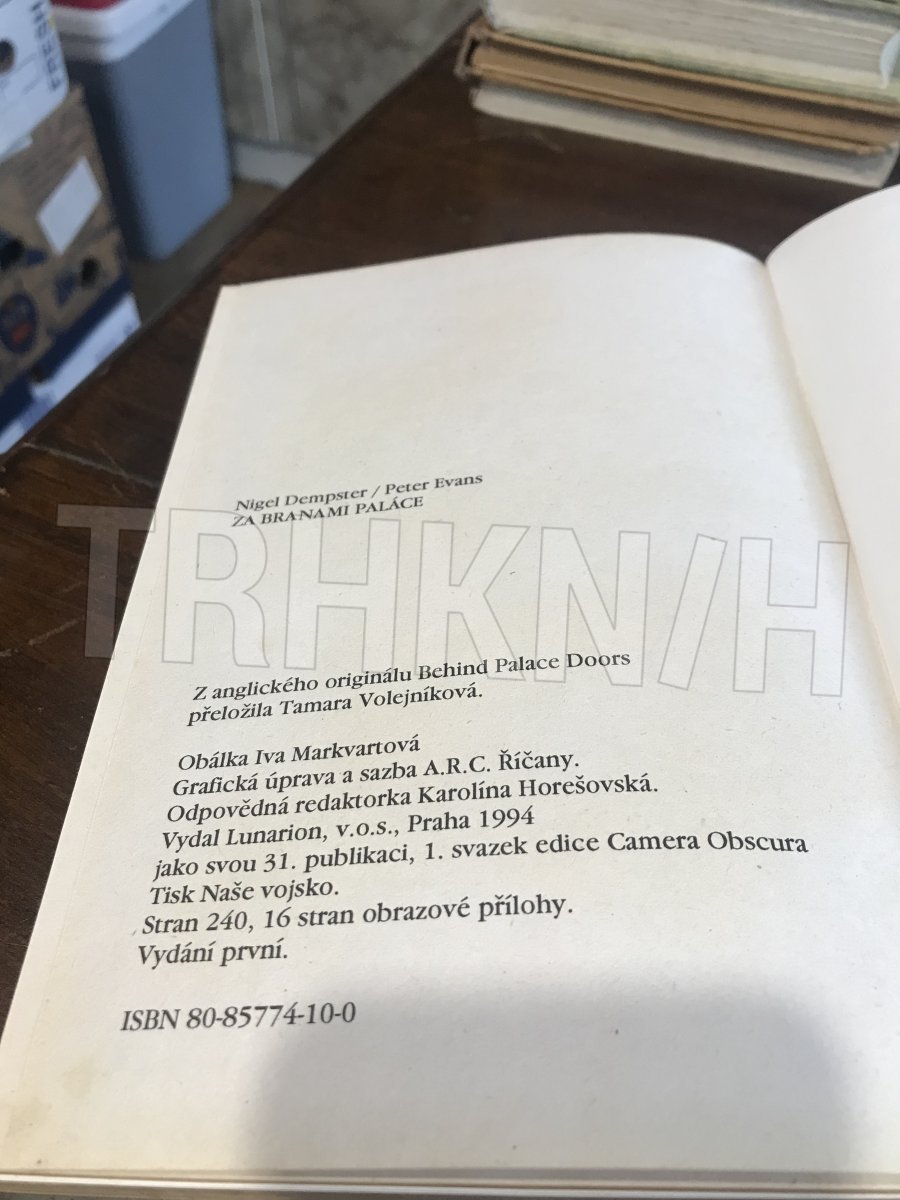 Nigel Dempster / Peter Evans
ZA BRANAMI PALÁCE
TRHKNIH
Z anglického originálu Behind Palace Doors
přeložila Tamara Volejníková.
Obálka Iva Markvartová
Grafická úprava a sazba A.R.C. Říčany.
Odpovědná redaktorka Karolína Horešovská.
Vydal Lunarion, v.o.s., Praha 1994
jako svou 31. publikaci, 1. svazek edice Camera Obscura
Tisk Naše vojsko.
Stran 240, 16 stran obrazové přílohy.
Vydání první.
ISBN 80-85774-10-0